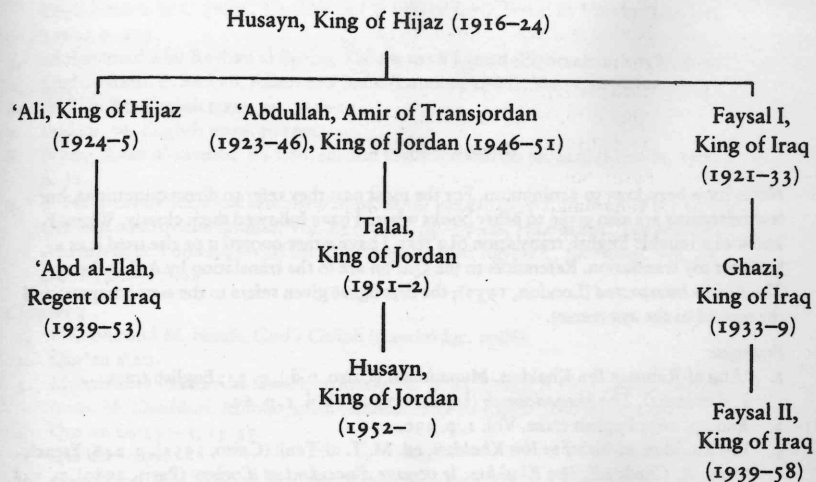 Husayn, King of Hijaz (1916–24)
‘Ali, King of Hijaz
(1924–5)
‘Abdullah, Amir of Transjordan
(1923–46), King of Jordan (1946–51)
Faysal I,
King of Iraq
(1921–33)
‘Abd al-Ilah,
Regent of Iraq
(1939–53)
Talal,
King of Jordan
(1951–2)
Ghazi,
King of Iraq
(1933–9)
Husayn,
King of Jordan
(1952– )
Faysal II,
King of Iraq
(1939–58)